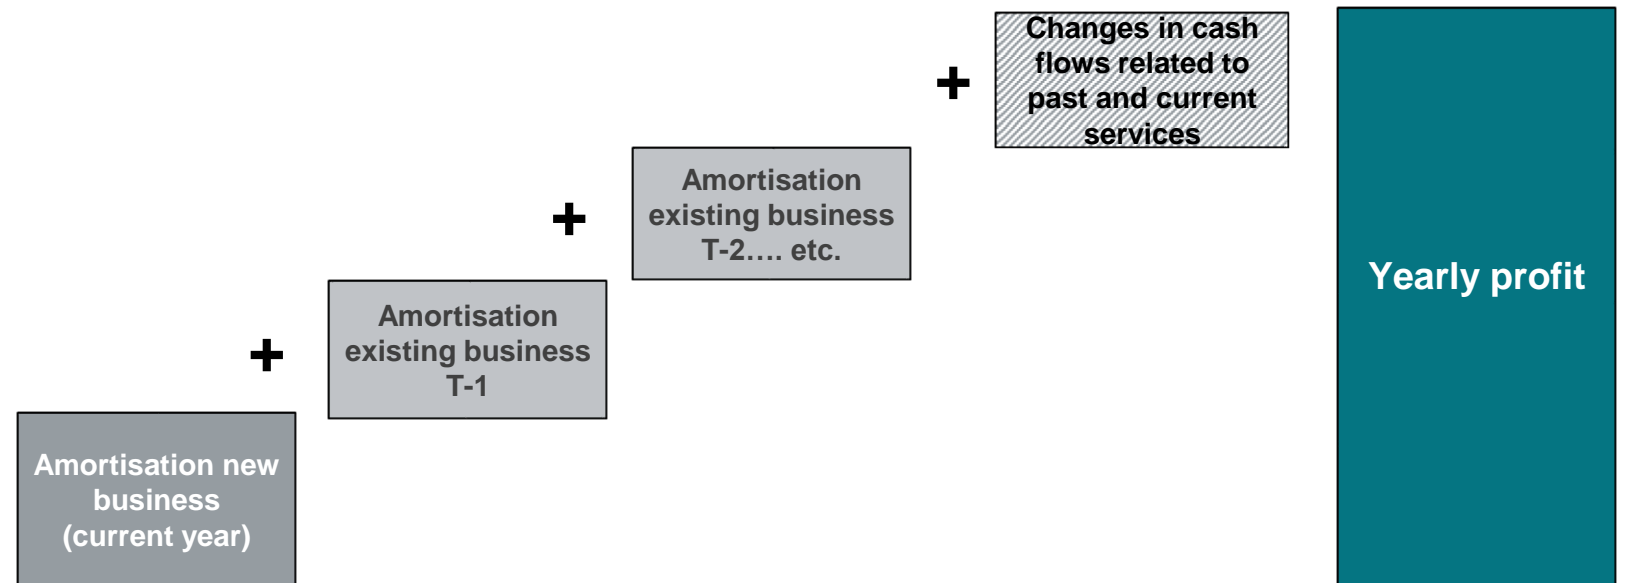 Changes in cash
flows related to
past and current
services
+
Amortisation
existing business
T-2…. etc.
+
Yearly profit
Amortisation
existing business
T-1
+
Amortisation new
business
(current year)